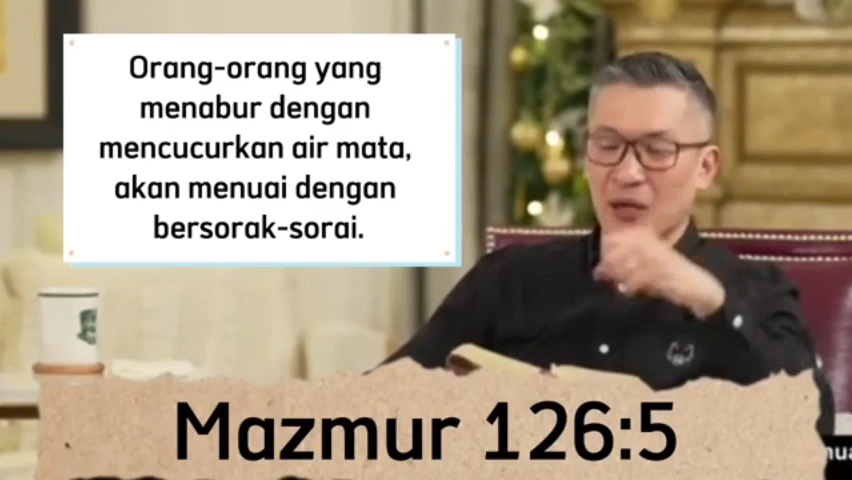 Orang-orang yang
menabur dengan
mencucurkan air mata,
akan menuai dengan
bersorak-sorai.
Mazmur 126:5